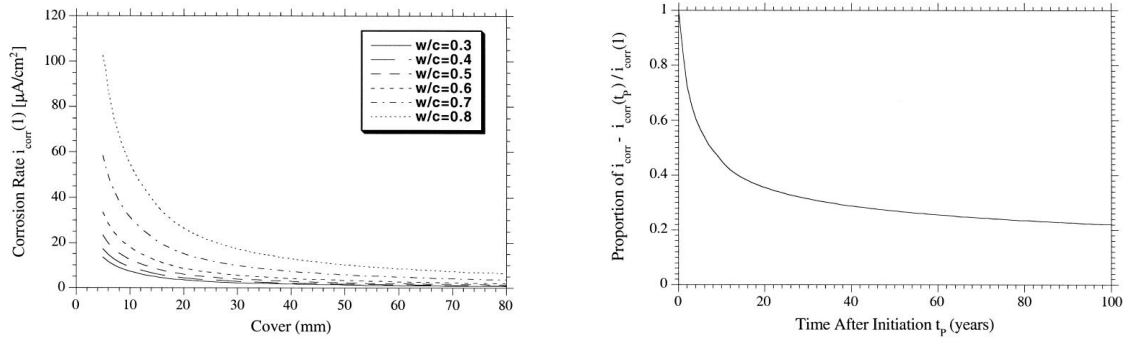 120
100
80
60
40
20
0
Corrosion Rate i_corr(1) [μA/cm²]
w/c=0.3
w/c=0.4
w/c=0.5
w/c=0.6
w/c=0.7
w/c=0.8
0 10 20 30 40 50 60 70 80
Cover (mm)
1
0.8
0.6
0.4
0.2
0
Proportion of i_corr - i_corr(t_P) / i_corr(1)
0 20 40 60 80 100
Time After Initiation t_P (years)